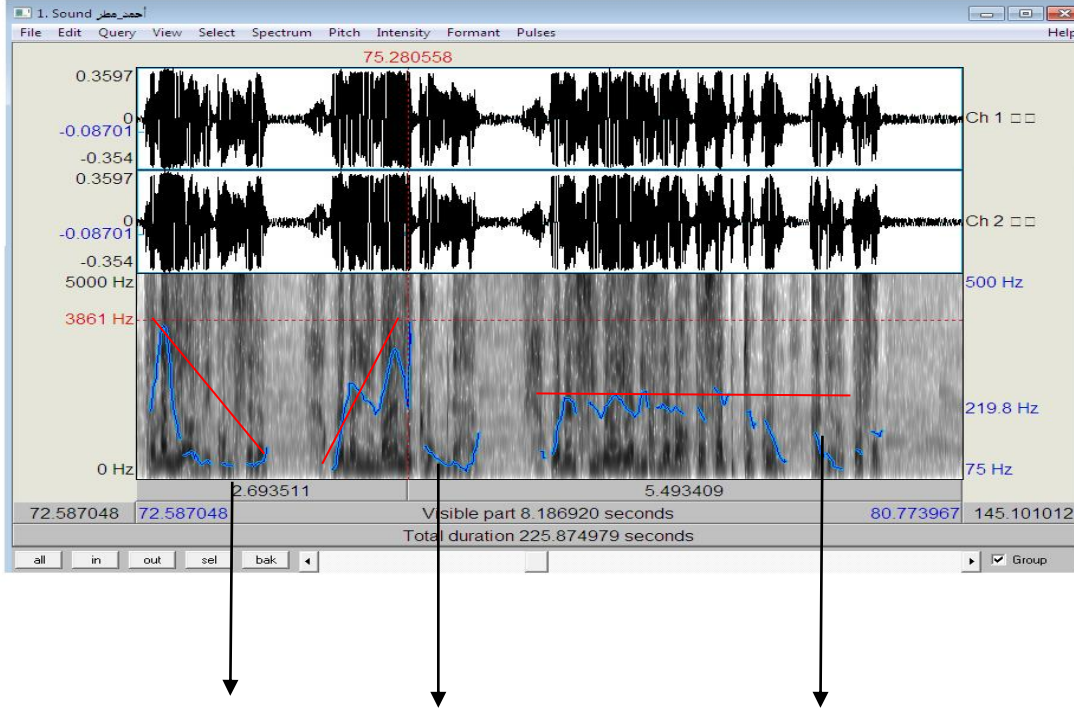 1. Sound أحمد_مطر
File Edit Query View Select Spectrum Pitch Intensity Formant Pulses Help
75.280558
0.3597
0
-0.08701
-0.354
Ch 1
0.3597
0
-0.08701
-0.354
Ch 2
5000 Hz
500 Hz
3861 Hz
219.8 Hz
0 Hz
75 Hz
2.693511 5.493409
72.587048 72.587048 Visible part 8.186920 seconds 80.773967 145.101012
Total duration 225.874979 seconds
all in out sel bak Group